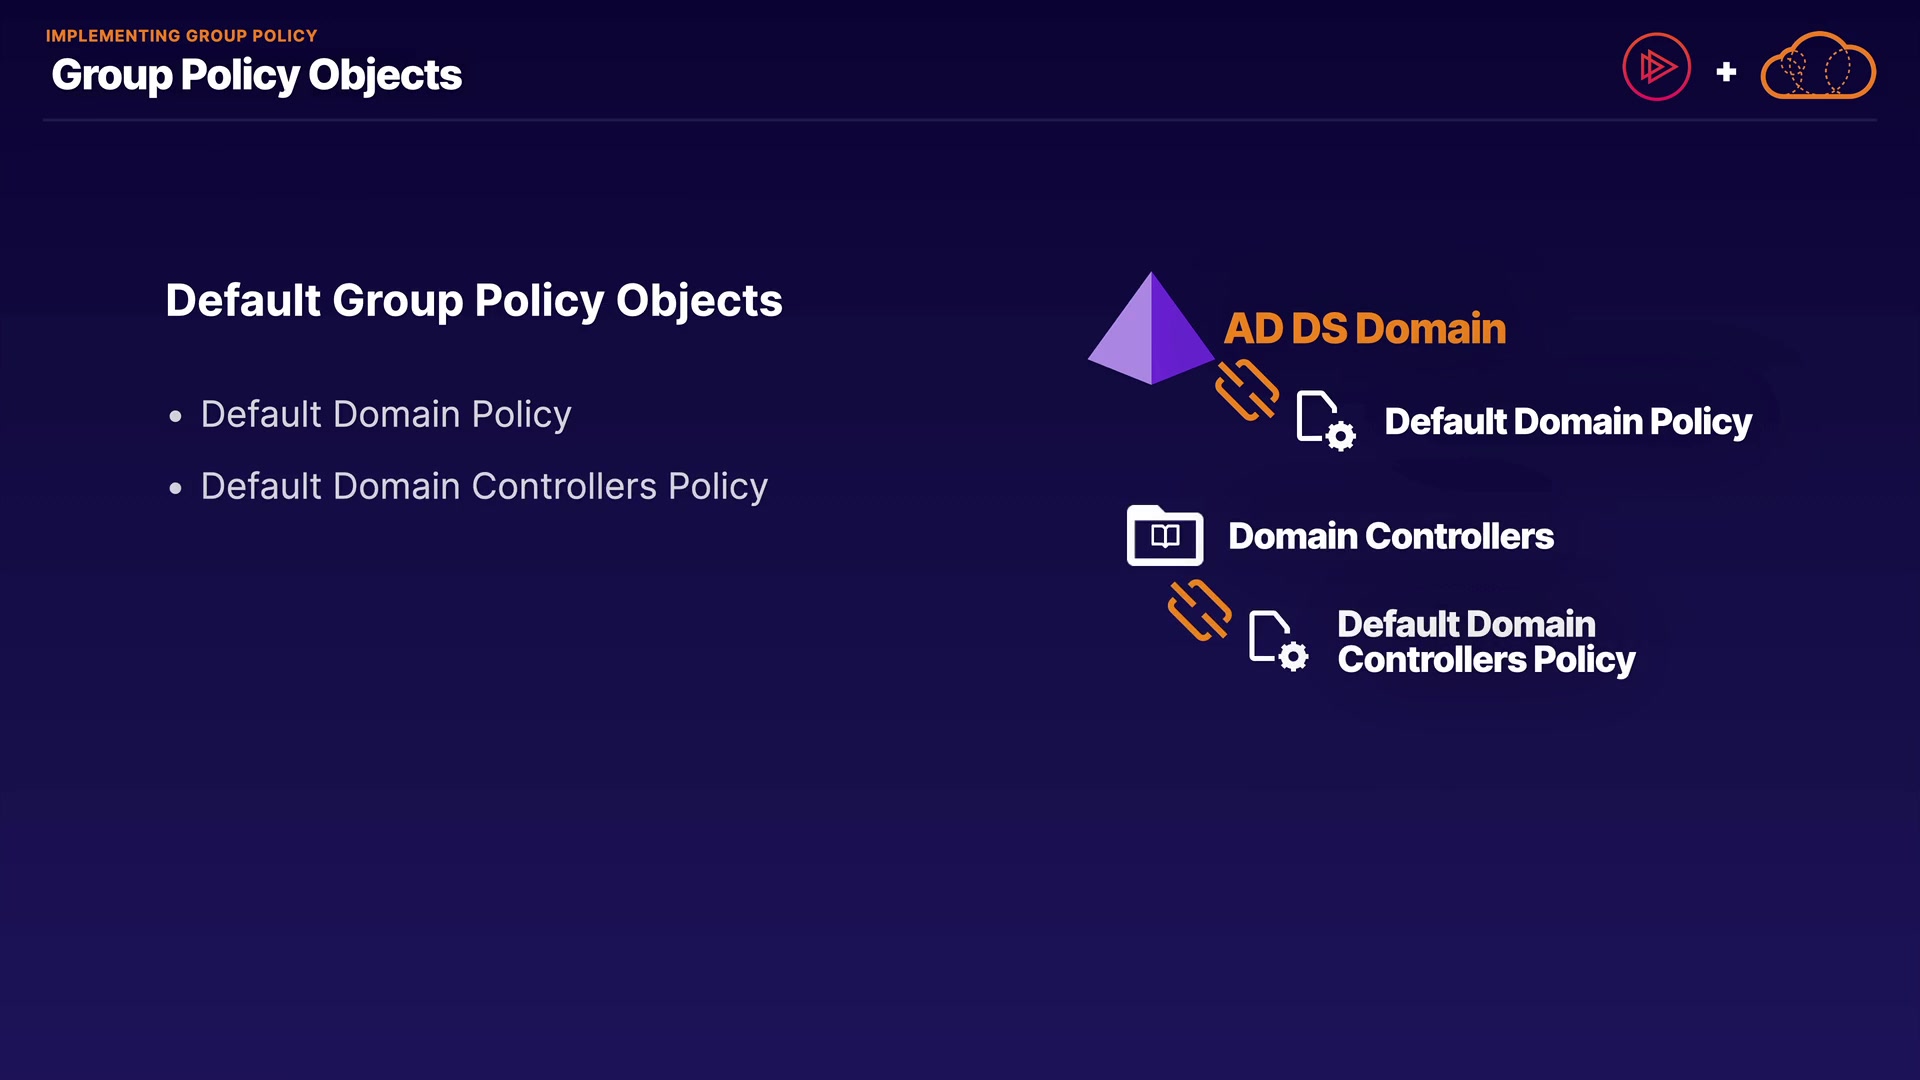 IMPLEMENTING GROUP POLICY
Group Policy Objects
Default Group Policy Objects
• Default Domain Policy
• Default Domain Controllers Policy
AD DS Domain
Default Domain Policy
Domain Controllers
Default Domain
Controllers Policy